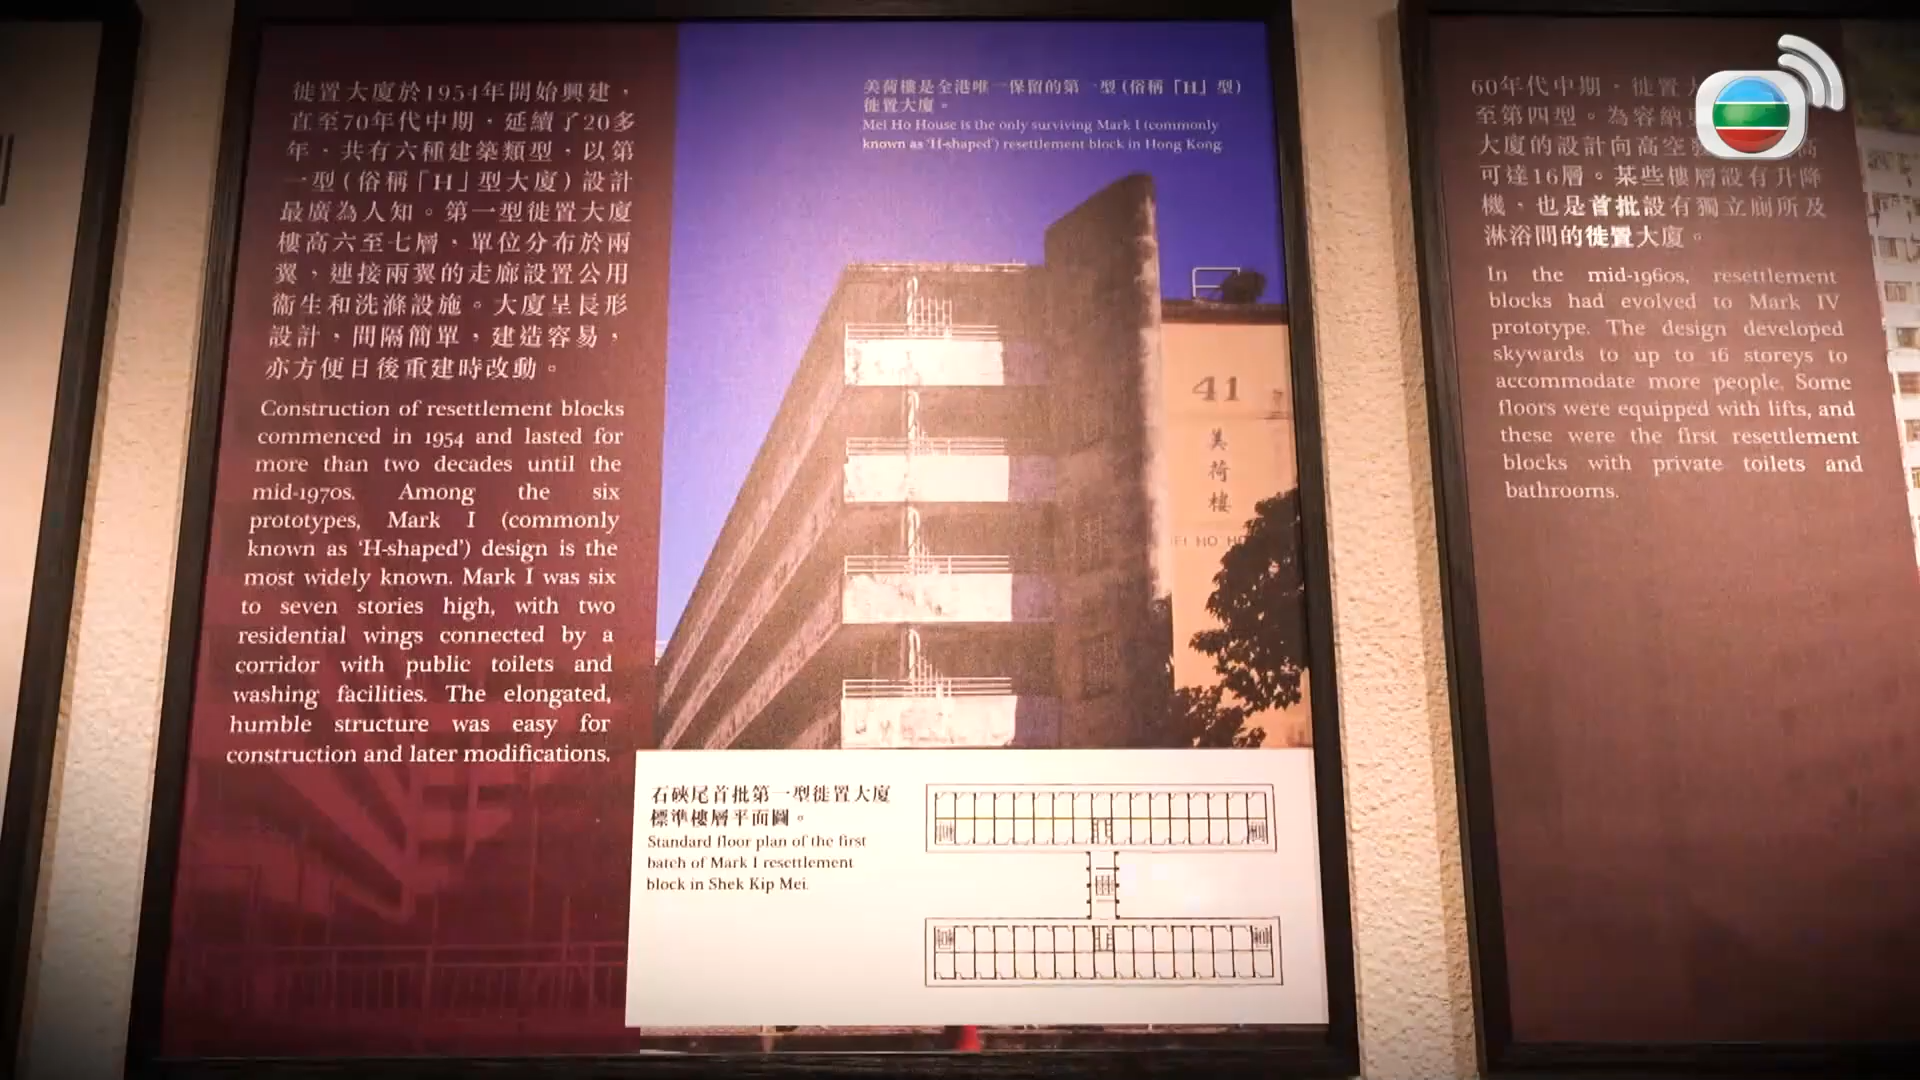 徙置大廈於1954年開始興建，
直至70年代中期，延續了20多
年，共有六種建築類型，以第
一型（俗稱「H」型大廈）設計
最廣為人知。第一型徙置大廈
樓高六至七層，單位分布於兩
翼，連接兩翼的走廊設置公用
衞生和洗滌設施。大廈呈長形
設計，間隔簡單，建造容易，
亦方便日後重建時改動。
Construction of resettlement blocks
commenced in 1954 and lasted for
more than two decades until the
mid-1970s. Among the six
prototypes, Mark I (commonly
known as ‘H-shaped’) design is the
most widely known. Mark I was six
to seven stories high, with two
residential wings connected by a
corridor with public toilets and
washing facilities. The elongated,
humble structure was easy for
construction and later modifications.
美荷樓是全港唯一保留的第一型（俗稱「H」型）
徙置大廈。
Mei Ho House is the only surviving Mark I (commonly
known as ‘H-shaped’) resettlement block in Hong Kong
41
美
荷
樓
EI HO HO
石硤尾首批第一型徙置大廈
標準樓層平面圖。
Standard floor plan of the first
batch of Mark I resettlement
block in Shek Kip Mei.
60年代中期，徙置大
至第四型。為容納
大廈的設計向高空
可達16層。某些樓層設有升降
機，也是首批設有獨立廁所及
淋浴間的徙置大廈。
In the mid-1960s, resettlement
blocks had evolved to Mark IV
prototype. The design developed
skywards to up to 16 storeys to
accommodate more people. Some
floors were equipped with lifts, and
these were the first resettlement
blocks with private toilets and
bathrooms.